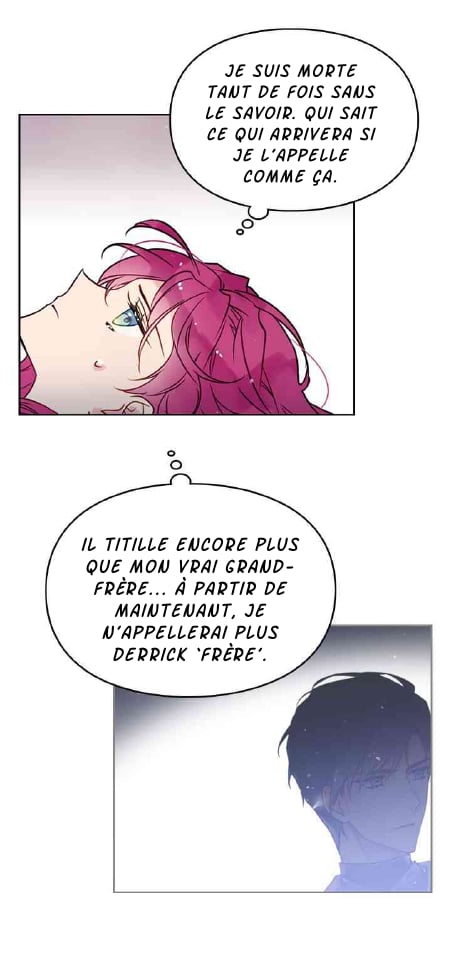 JE SUIS MORTE
TANT DE FOIS SANS
LE SAVOIR. QUI SAIT
CE QUI ARRIVERA SI
JE L'APPELLE
COMME ÇA.
IL TITILLE ENCORE PLUS
QUE MON VRAI GRAND-
FRÈRE... À PARTIR DE
MAINTENANT, JE
N'APPELLERAI PLUS
DERRICK 'FRÈRE'.